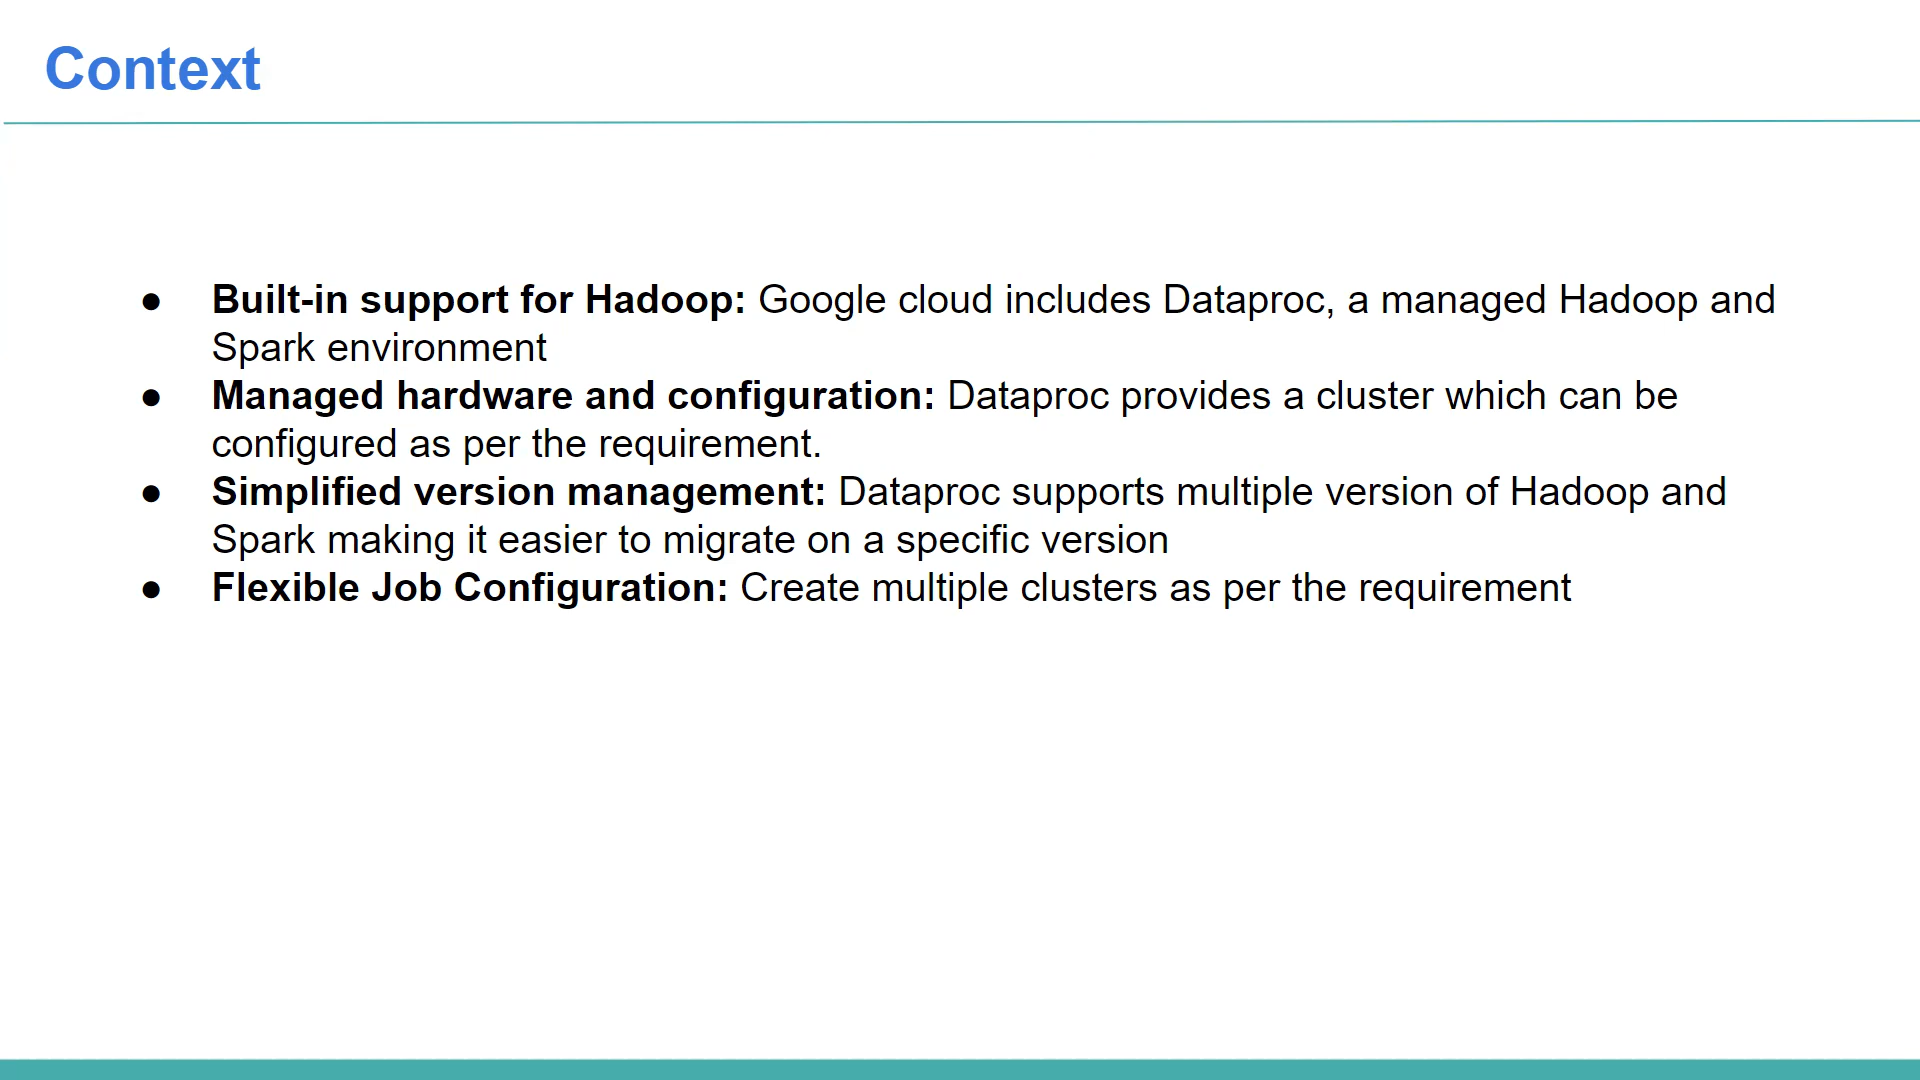 Context
● Built-in support for Hadoop: Google cloud includes Dataproc, a managed Hadoop and
Spark environment
● Managed hardware and configuration: Dataproc provides a cluster which can be
configured as per the requirement.
● Simplified version management: Dataproc supports multiple version of Hadoop and
Spark making it easier to migrate on a specific version
● Flexible Job Configuration: Create multiple clusters as per the requirement